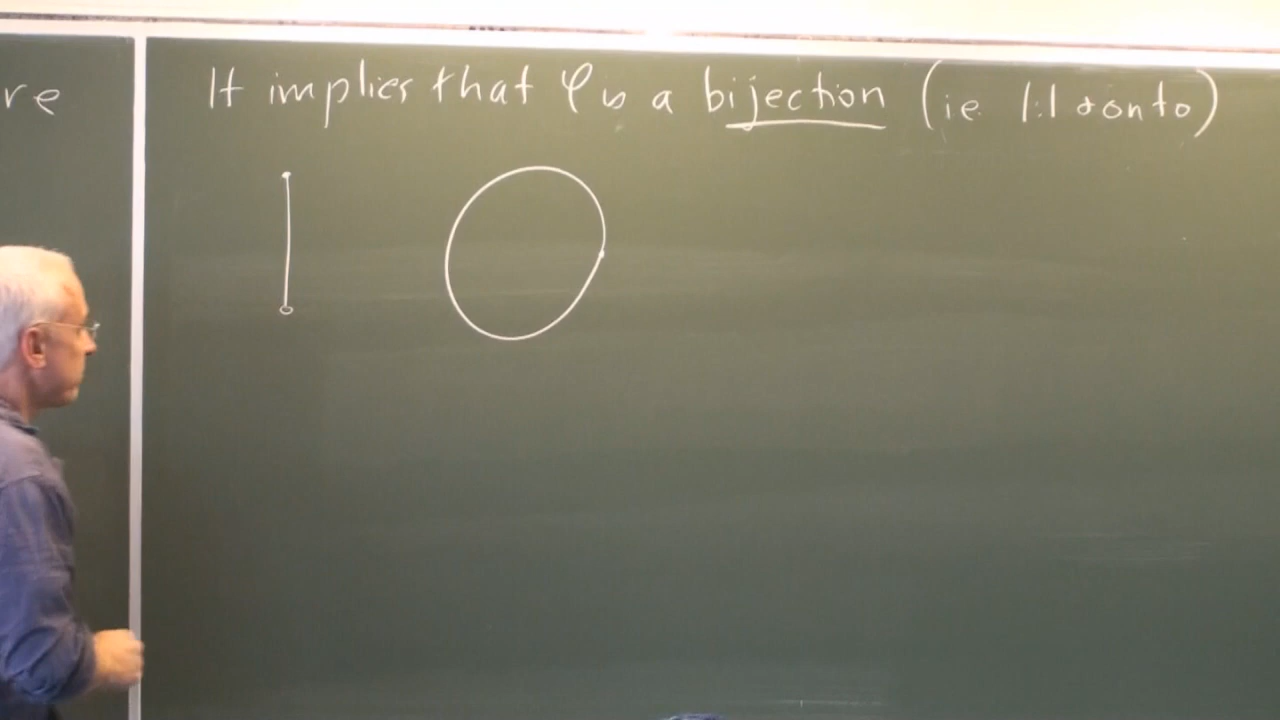 re
It implies that φ is a bijection (ie. 1:1 & onto)